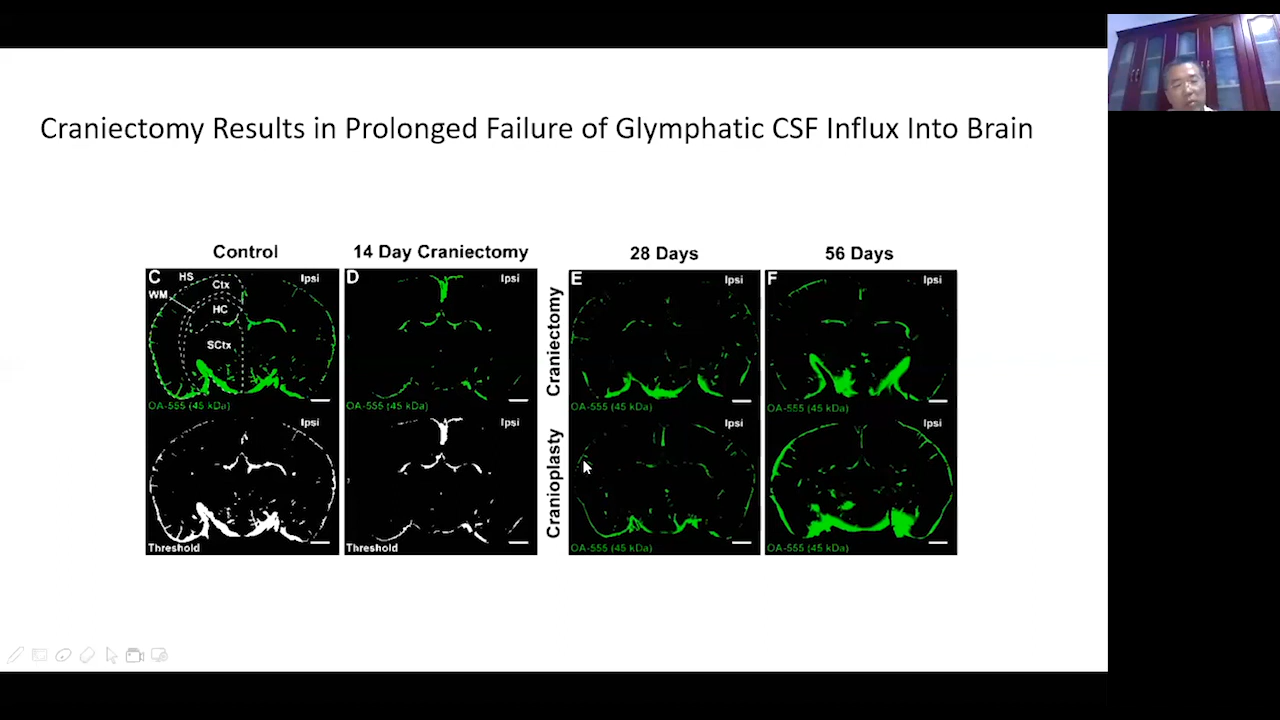 Craniectomy Results in Prolonged Failure of Glymphatic CSF Influx Into Brain
Control
14 Day Craniectomy
28 Days
56 Days
C
HS
Ctx
Ipsi
WM
HC
SCtx
OA-555 (45 kDa)
D
Ipsi
OA-555 (45 kDa)
Craniectomy
E
Ipsi
OA-555 (45 kDa)
F
Ipsi
OA-555 (45 kDa)
Ipsi
Threshold
Ipsi
Threshold
Cranioplasty
Ipsi
OA-555 (45 kDa)
Ipsi
OA-555 (45 kDa)